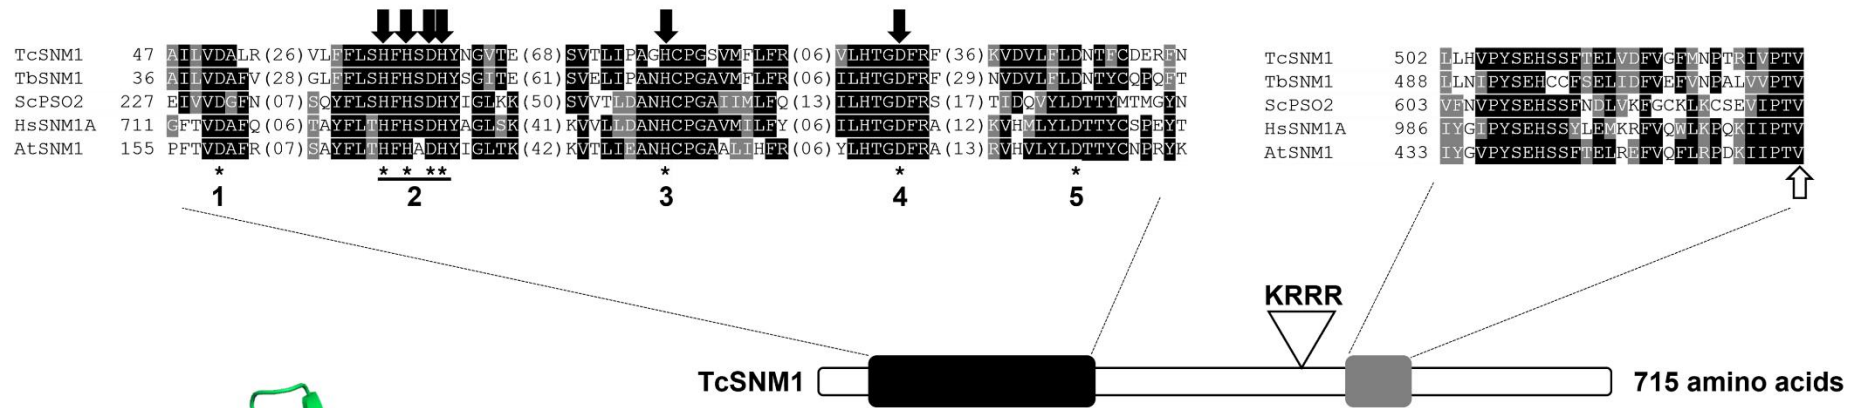 TcSNM1 47 AILVDALR(26)VLFFLSHFHSDHYNGVTE(68)SVTLIPAGHCPGSVMFLFR(06)VLHTGDFRF(36)KVDVLFLDNTFCDERFN
TbSNM1 36 AILVDAFV(28)GLFFLSHFHSDHYSGITE(61)SVELIPANHCPGAVMFLFR(06)ILHTGDFRF(29)NVDVLFLDNTYCQPQFT
ScPSO2 227 EIVVDGFN(07)SQYFLSHFHSDHYIGLKK(50)SVVTLDANHCPGAIIMLFQ(13)ILHTGDFRS(17)TIDQVYLDTTYMTMGYN
HsSNM1A 711 GFTVDAFQ(06)TAYFLTHFHSDHYAGLSK(41)KVVLLDANHCPGAVMILFY(06)ILHTGDFRA(12)KVHMLYLDTTYCSPEYT
AtSNM1 155 PFTVDAFR(07)SAYFLTHFHADHYIGLTK(42)KVTLIEANHCPGAALIHFR(06)YLHTGDFRA(13)RVHVLYLDTTYCNPRYK
* * * ** * * *
1 2 3 4 5
TcSNM1 502 LLHVPYSEHSSFTELVDFVGFMNPTRIVPTV
TbSNM1 488 LLNIPYSEHCCFSELIDFVEFVNPALVVPTV
ScPSO2 603 VFNVPYSEHSSFNDLVKFGCKLKCSEVIPTV
HsSNM1A 986 IYGIPYSEHSSYLEMKRFVQWLKPQKIIPTV
AtSNM1 433 IYGVPYSEHSSFTELREFVQFLRPDKIIPTV
KRRR
TcSNM1 715 amino acids